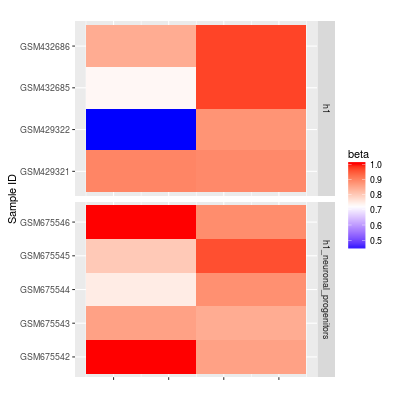 Sample ID
GSM432686
GSM432685
GSM429322
GSM429321
h1
GSM675546
GSM675545
GSM675544
GSM675543
GSM675542
h1_neuronal_progenitors
beta
1.0
0.9
0.8
0.7
0.6
0.5